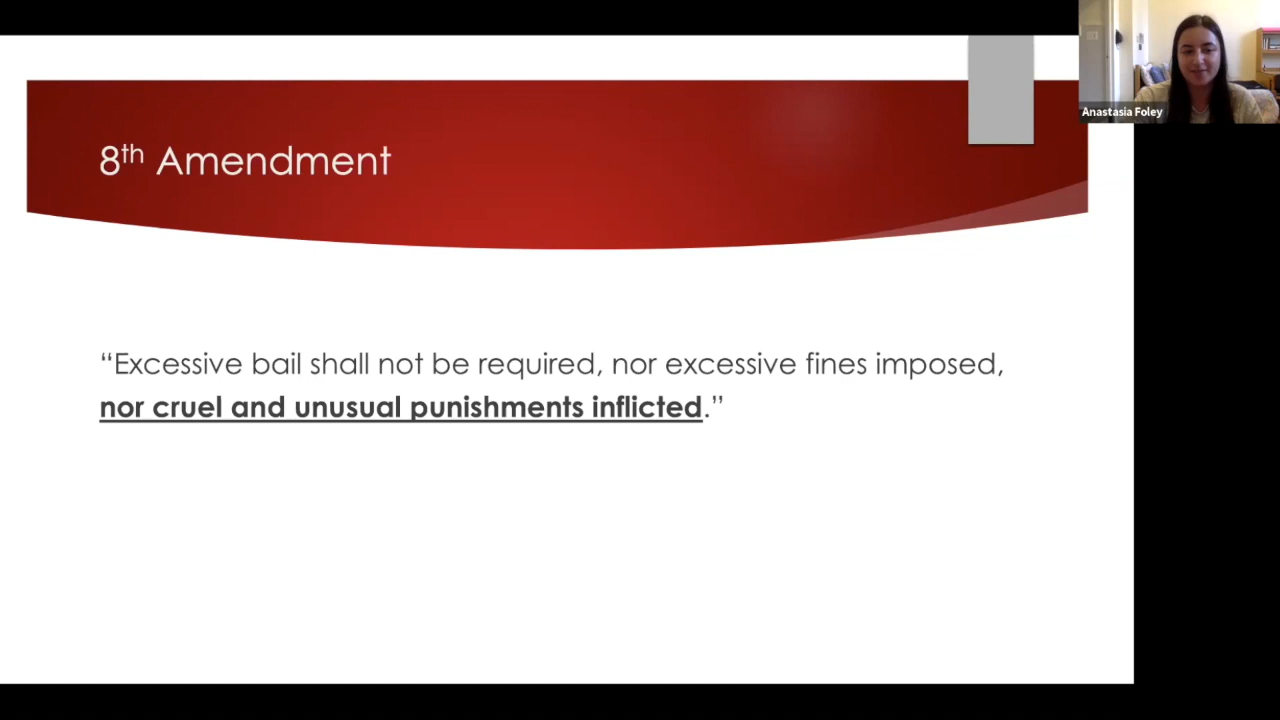 Anastasia Foley
8th Amendment
“Excessive bail shall not be required, nor excessive fines imposed,
nor cruel and unusual punishments inflicted.”